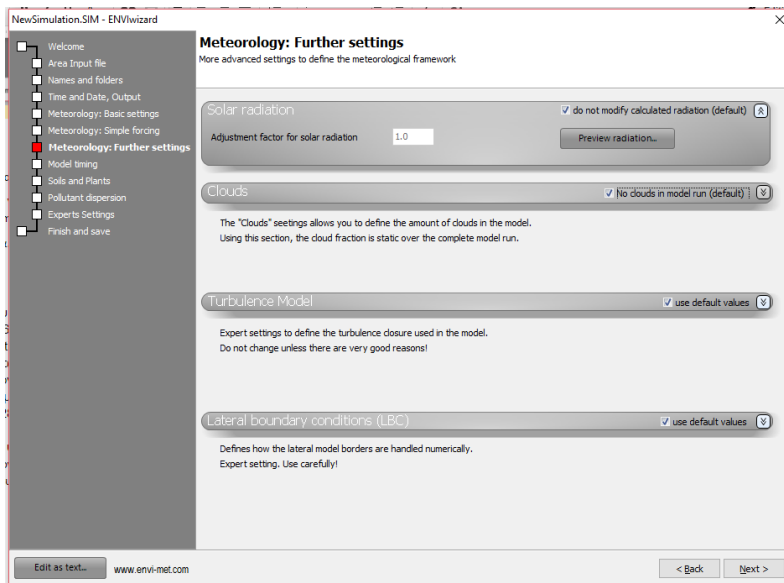 NewSimulation.SIM - ENVIwizard
Welcome
Area Input file
Names and folders
Time and Date, Output
Meteorology: Basic settings
Meteorology: Simple forcing
Meteorology: Further settings
Model timing
Soils and Plants
Pollutant dispersion
Experts Settings
Finish and save
Meteorology: Further settings
More advanced settings to define the meteorological framework
Solar radiation
do not modify calculated radiation (default)
Adjustment factor for solar radiation
1.0
Preview radiation...
Clouds
No clouds in model run (default)
The "Clouds" seetings allows you to define the amount of clouds in the model.
Using this section, the cloud fraction is static over the complete model run.
Turbulence Model
use default values
Expert settings to define the turbulence closure used in the model.
Do not change unless there are very good reasons!
Lateral boundary conditions (LBC)
use default values
Defines how the lateral model borders are handled numerically.
Expert setting. Use carefully!
Edit as text...
www.envi-met.com
< Back
Next >